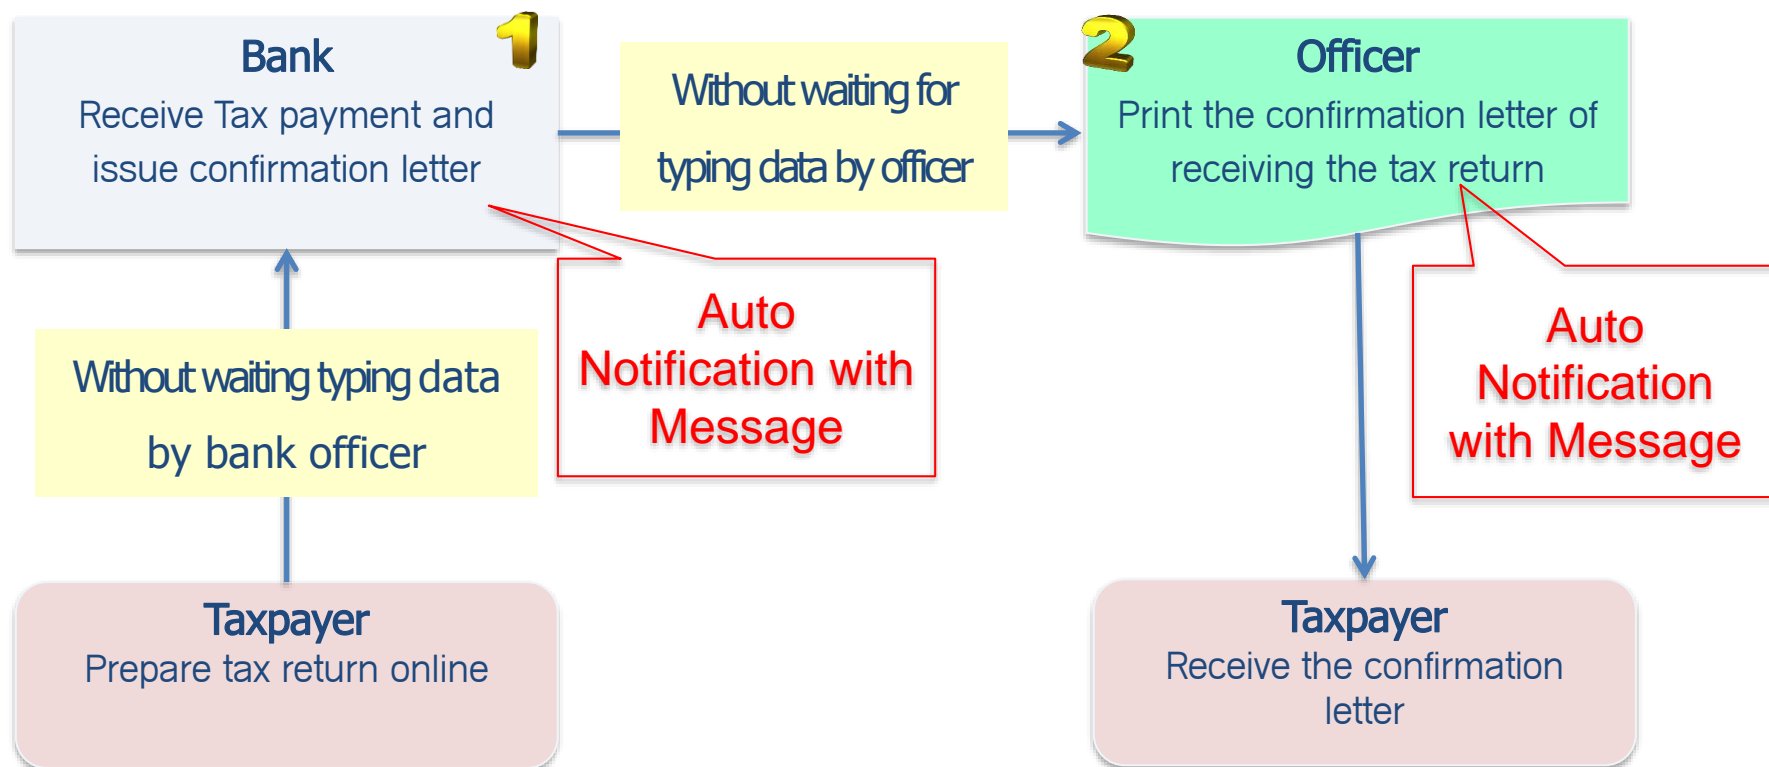 Bank
1
Receive Tax payment and
issue confirmation letter
Without waiting for
typing data by officer
2
Officer
Print the confirmation letter of
receiving the tax return
Auto
Notification with
Message
Auto
Notification
with Message
Without waiting typing data
by bank officer
Taxpayer
Prepare tax return online
Taxpayer
Receive the confirmation
letter